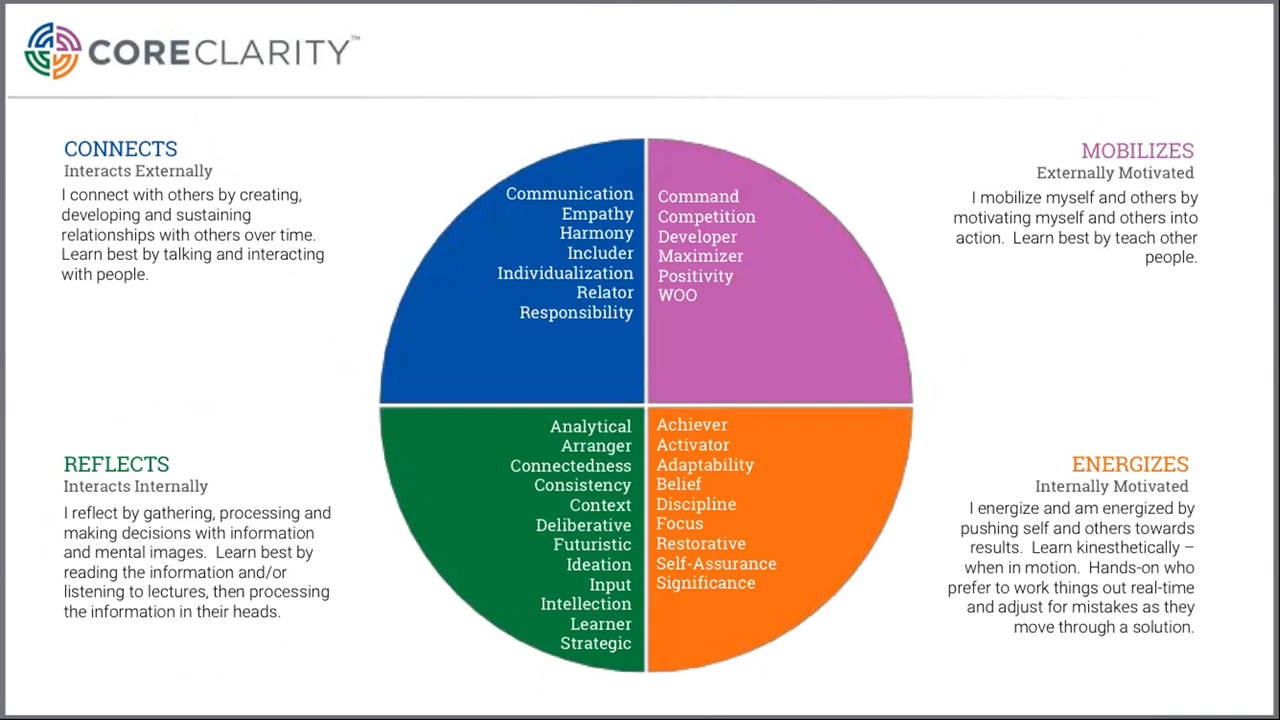 CORECLARITY™
CONNECTS
Interacts Externally
I connect with others by creating,
developing and sustaining
relationships with others over time.
Learn best by talking and interacting
with people.
Communication
Empathy
Harmony
Includer
Individualization
Relator
Responsibility
Command
Competition
Developer
Maximizer
Positivity
WOO
MOBILIZES
Externally Motivated
I mobilize myself and others by
motivating myself and others into
action. Learn best by teach other
people.
REFLECTS
Interacts Internally
I reflect by gathering, processing and
making decisions with information
and mental images. Learn best by
reading the information and/or
listening to lectures, then processing
the information in their heads.
Analytical
Arranger
Connectedness
Consistency
Context
Deliberative
Futuristic
Ideation
Input
Intellection
Learner
Strategic
Achiever
Activator
Adaptability
Belief
Discipline
Focus
Restorative
Self-Assurance
Significance
ENERGIZES
Internally Motivated
I energize and am energized by
pushing self and others towards
results. Learn kinesthetically –
when in motion. Hands-on who
prefer to work things out real-time
and adjust for mistakes as they
move through a solution.